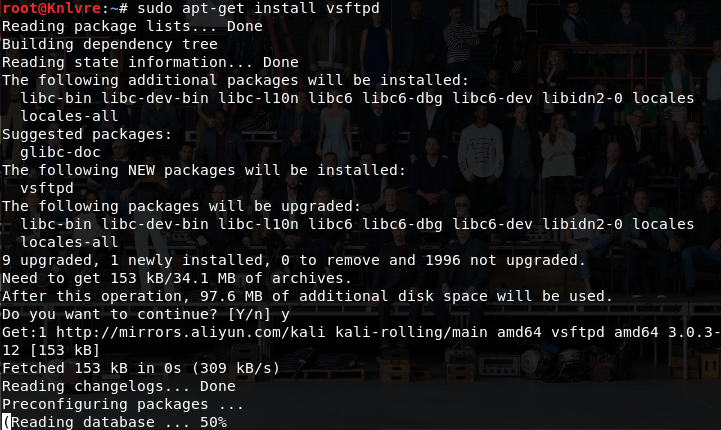 root@Knlvre:~# sudo apt-get install vsftpd
Reading package lists... Done
Building dependency tree
Reading state information... Done
The following additional packages will be installed:
  libc-bin libc-dev-bin libc-l10n libc6 libc6-dbg libc6-dev libidn2-0 locales
  locales-all
Suggested packages:
  glibc-doc
The following NEW packages will be installed:
  vsftpd
The following packages will be upgraded:
  libc-bin libc-dev-bin libc-l10n libc6 libc6-dbg libc6-dev libidn2-0 locales
  locales-all
9 upgraded, 1 newly installed, 0 to remove and 1996 not upgraded.
Need to get 153 kB/34.1 MB of archives.
After this operation, 97.6 MB of additional disk space will be used.
Do you want to continue? [Y/n] y
Get:1 http://mirrors.aliyun.com/kali kali-rolling/main amd64 vsftpd amd64 3.0.3-
12 [153 kB]
Fetched 153 kB in 0s (309 kB/s)
Reading changelogs... Done
Preconfiguring packages ...
(Reading database ... 50%